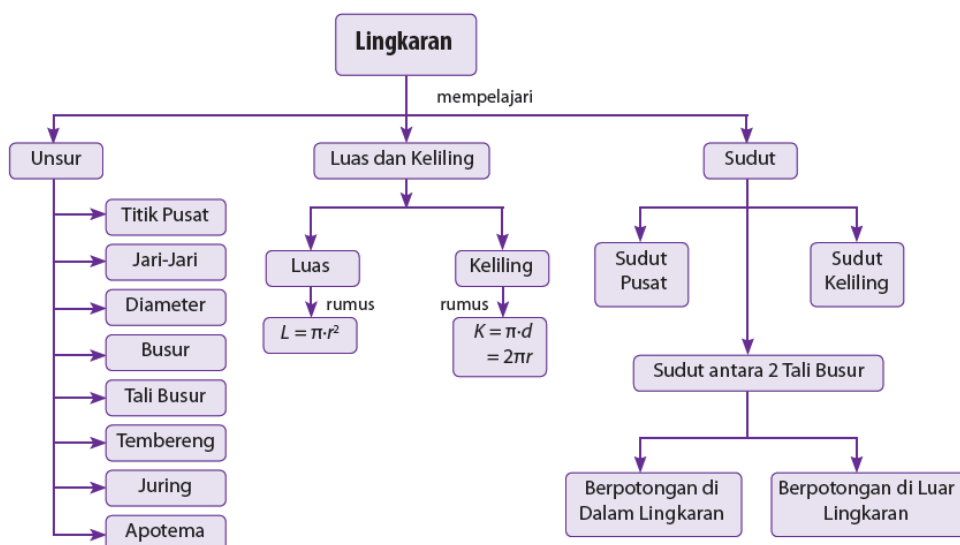 Lingkaran
mempelajari
Unsur
Titik Pusat
Jari-Jari
Diameter
Busur
Tali Busur
Tembereng
Juring
Apotema
Luas dan Keliling
Luas
rumus
L = π·r²
Keliling
rumus
K = π·d
= 2πr
Sudut
Sudut
Pusat
Sudut
Keliling
Sudut antara 2 Tali Busur
Berpotongan di
Dalam Lingkaran
Berpotongan di Luar
Lingkaran